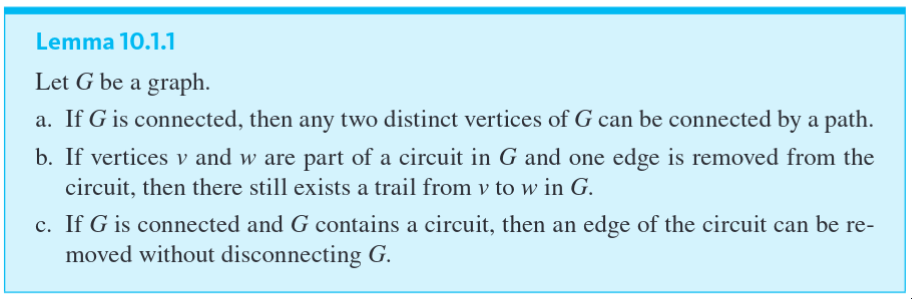 Lemma 10.1.1
Let G be a graph.
a. If G is connected, then any two distinct vertices of G can be connected by a path.
b. If vertices v and w are part of a circuit in G and one edge is removed from the
circuit, then there still exists a trail from v to w in G.
c. If G is connected and G contains a circuit, then an edge of the circuit can be re-
moved without disconnecting G.